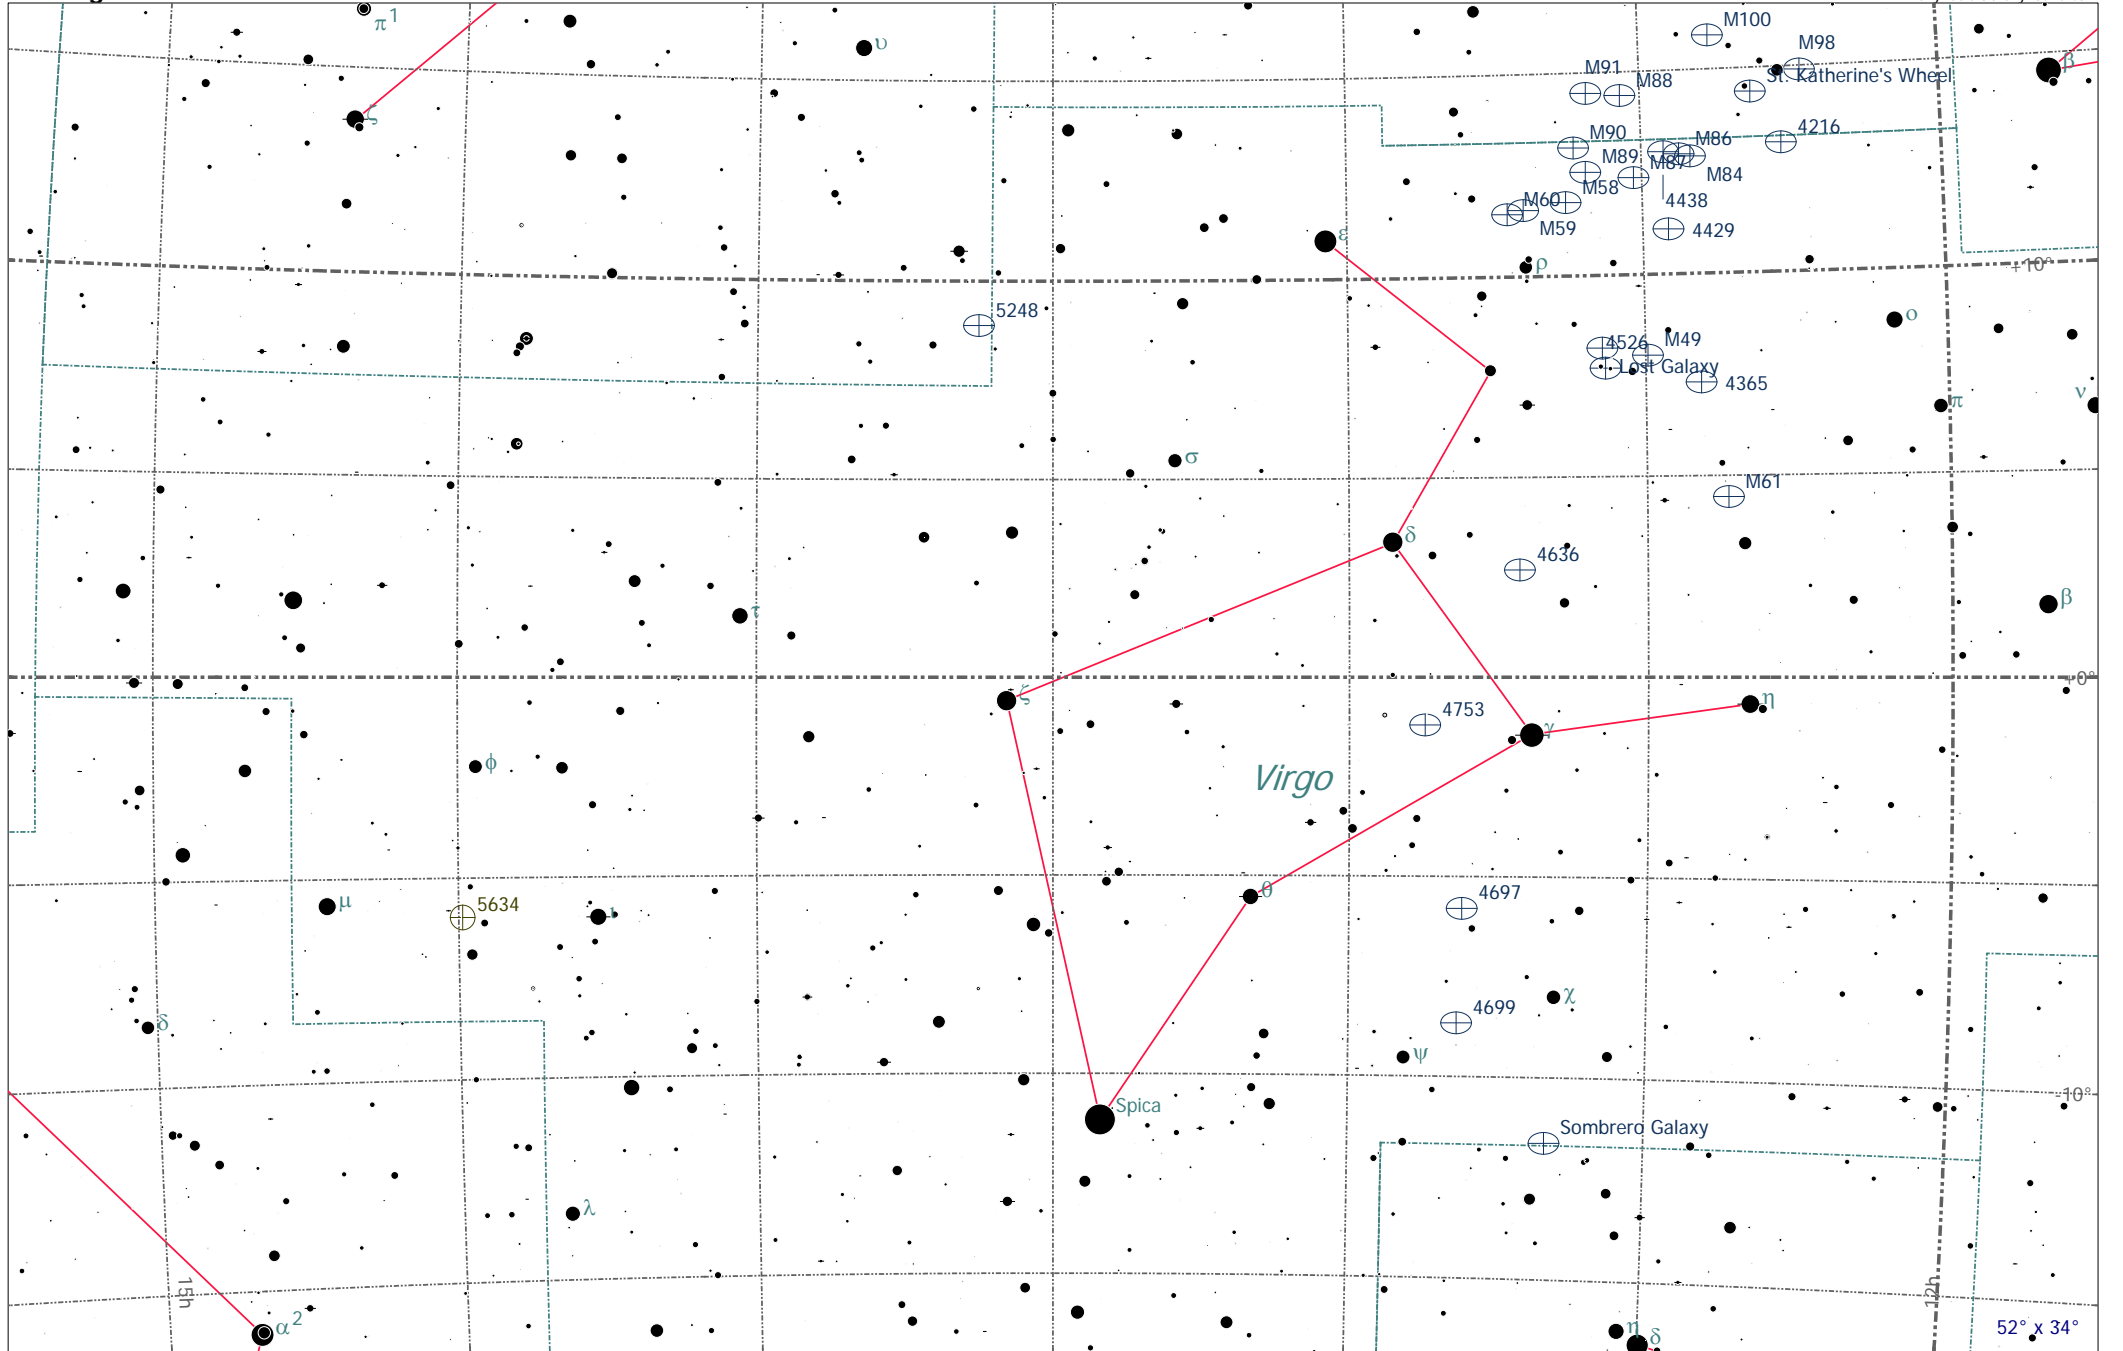 π1
υ
M100
M98
M91
M88
St. Katherine's Wheel
β
ζ
M90
M86
4216
M89
M87
M84
M58
M60
4438
M59
4429
ε
ρ
+10°
5248
ο
4526
M49
Lost Galaxy
4365
π
ν
σ
M61
δ
4636
τ
β
+0°
ζ
4753
γ
η
φ
Virgo
μ
5634
ι
θ
4697
δ
4699
χ
ψ
-10°
Spica
Sombrero Galaxy
λ
15h
12h
α2
η
δ
52° x 34°